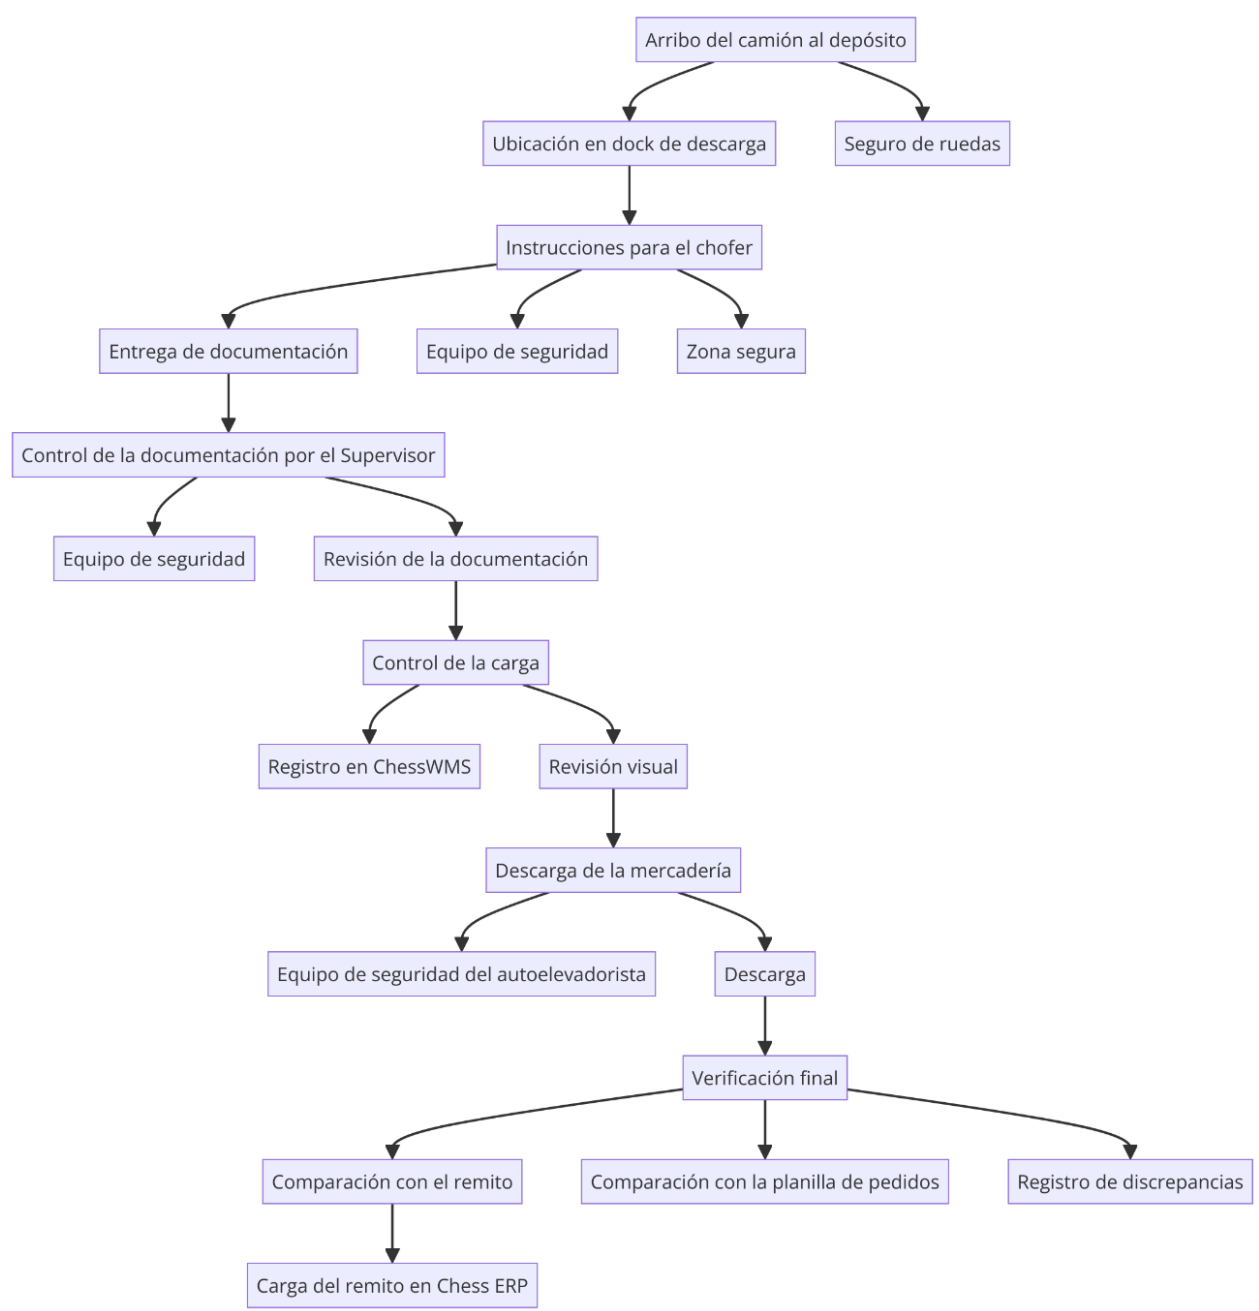 Arribo del camión al depósito
Ubicación en dock de descarga
Seguro de ruedas
Instrucciones para el chofer
Entrega de documentación
Equipo de seguridad
Zona segura
Control de la documentación por el Supervisor
Equipo de seguridad
Revisión de la documentación
Control de la carga
Registro en ChessWMS
Revisión visual
Descarga de la mercadería
Equipo de seguridad del autoelevadorista
Descarga
Verificación final
Comparación con el remito
Comparación con la planilla de pedidos
Registro de discrepancias
Carga del remito en Chess ERP